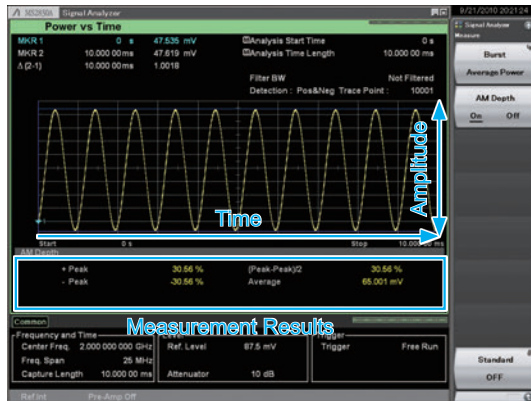 MS2850A Signal Analyzer 9/21/2010 20:21:24
Power vs Time
MKR 1 0 s 47.535 mV Analysis Start Time 0 s
MKR 2 10.000 00 ms 47.619 mV Analysis Time Length 10.000 00 ms
Δ (2-1) 10.000 00 ms 1.0018
Filter BW Not Filtered
Detection : Pos&Neg Trace Point : 10001
Amplitude
Time
Start 0 s Stop 10.000 00 ms
AM Depth
+ Peak 30.56 % (Peak-Peak)/2 30.56 %
- Peak -30.56 % Average 65.001 mV
Measurement Results
Common
Frequency and Time Level Trigger
Center Freq. 2.000 000 000 GHz Ref. Level 87.5 mV Trigger Free Run
Freq. Span 25 MHz
Capture Length 10.000 00 ms Attenuator 10 dB
Ref.Int Pre-Amp Off
Signal Analyzer
Measure
Burst
Average Power
AM Depth
On Off
Standard
OFF